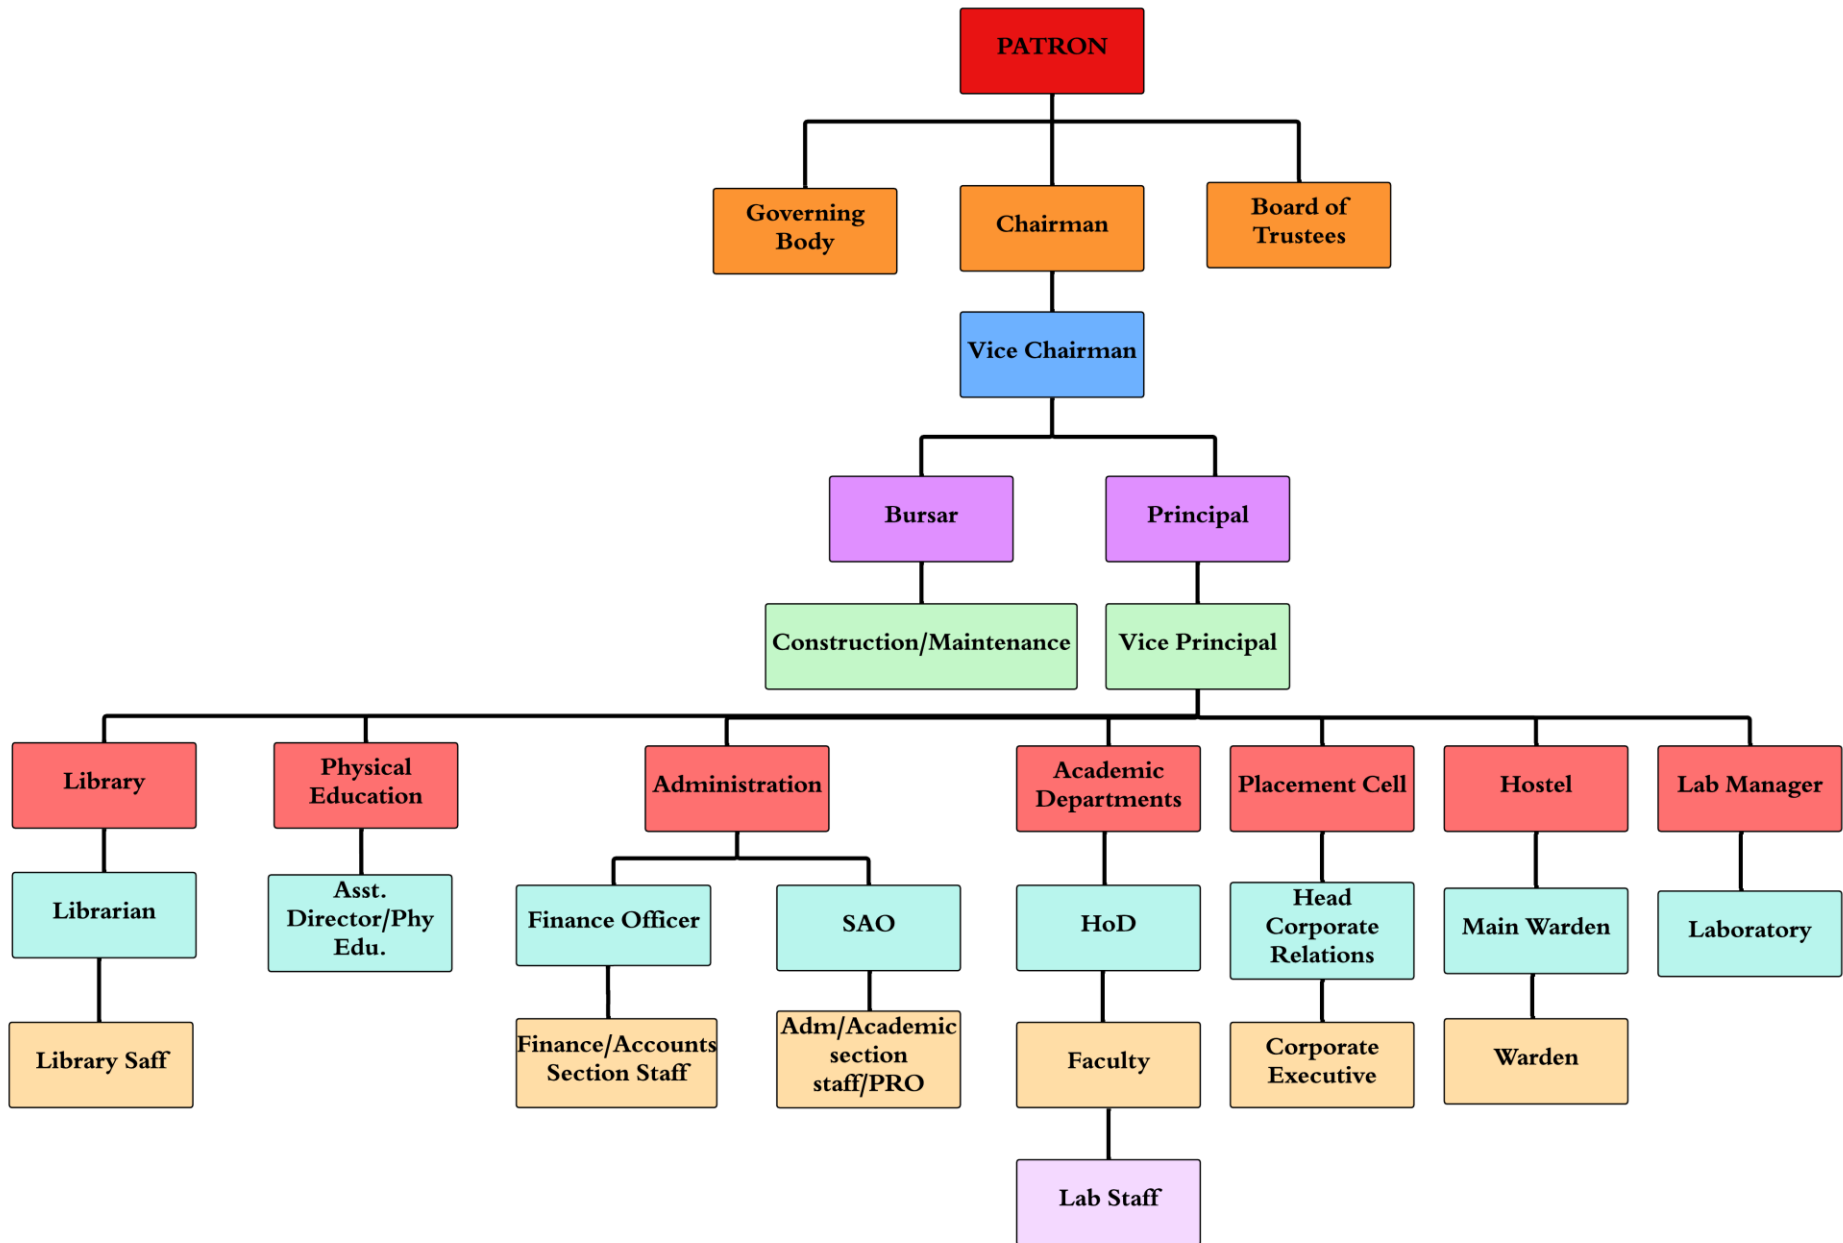 PATRON
Governing
Body
Chairman
Board of
Trustees
Vice Chairman
Bursar
Principal
Construction/Maintenance
Vice Principal
Library
Physical
Education
Administration
Academic
Departments
Placement Cell
Hostel
Lab Manager
Librarian
Asst.
Director/Phy
Edu.
Finance Officer
SAO
HoD
Head
Corporate
Relations
Main Warden
Laboratory
Library Saff
Finance/Accounts
Section Staff
Adm/Academic
section
staff/PRO
Faculty
Corporate
Executive
Warden
Lab Staff